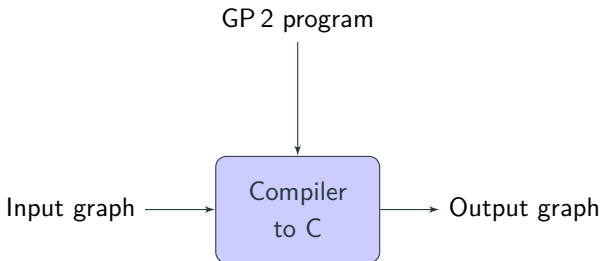 GP 2 program
Compiler
to C
Input graph
Output graph